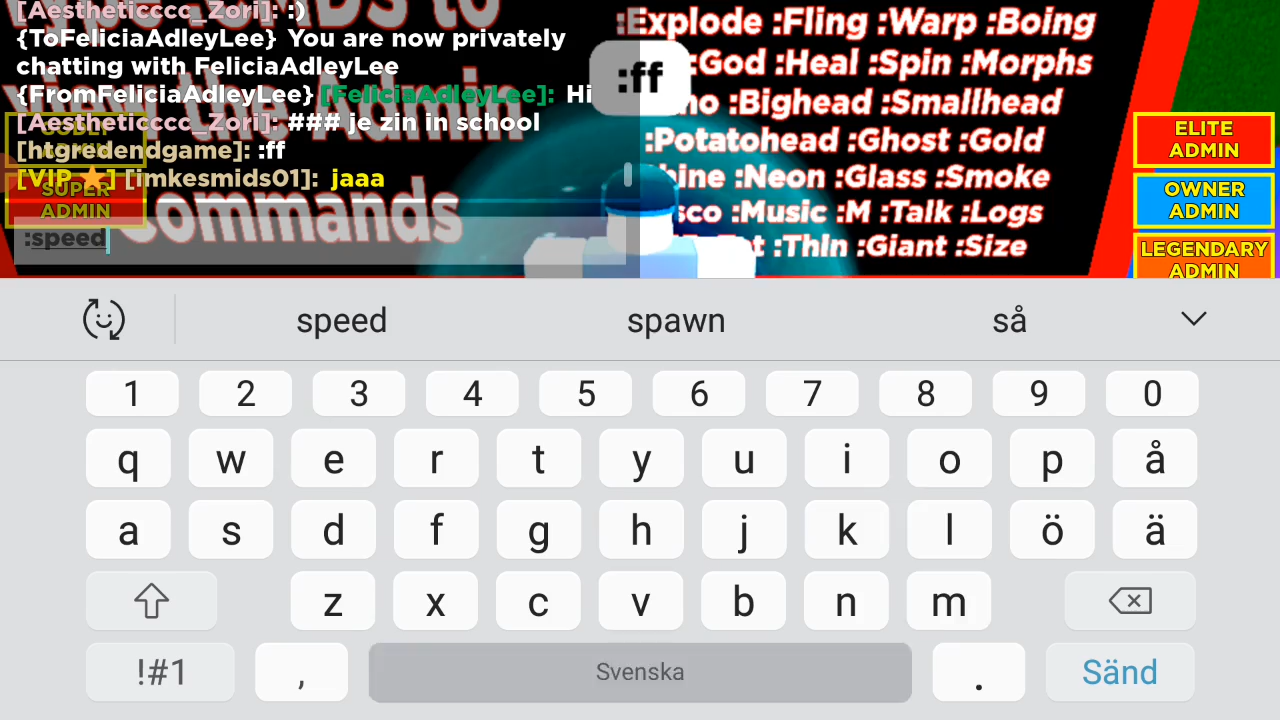 [Aestheticccc_Zori]: :)
{ToFeliciaAdleyLee} You are now privately
chatting with FeliciaAdleyLee
{FromFeliciaAdleyLee} [FeliciaAdleyLee]: Hi
[Aestheticccc_Zori]: ### je zin in school
[htgredendgame]: :ff
[VIP ⭐] [imkesmids01]: jaaa
:speed
to
Admin
Commands
SUPER
ADMIN
:ff
:Explode :Fling :Warp :Boing
:God :Heal :Spin :Morphs
:Bighead :Smallhead
:Potatohead :Ghost :Gold
:Neon :Glass :Smoke
:Music :M :Talk :Logs
:Thin :Giant :Size
ELITE
ADMIN
OWNER
ADMIN
LEGENDARY
ADMIN
speed spawn så
1 2 3 4 5 6 7 8 9 0
q w e r t y u i o p å
a s d f g h j k l ö ä
z x c v b n m
!#1 , Svenska . Sänd